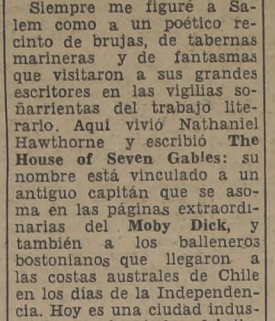 Siempre me figuré a Sa-
lem como a un poético re-
cinto de brujas, de tabernas
marineras y de fantasmas
que visitaron a sus grandes
escritores en las vigilias so-
ñarrientas del trabajo lite-
rario. Aquí vivió Nathaniel
Hawthorne y escribió The
House of Seven Gables: su
nombre está vinculado a un
antiguo capitán que se aso-
ma en las páginas extraordi-
narias del Moby Dick, y
también a los balleneros
bostonianos que llegaron a
las costas australes de Chile
en los días de la Independen-
cia. Hoy es una ciudad indus-